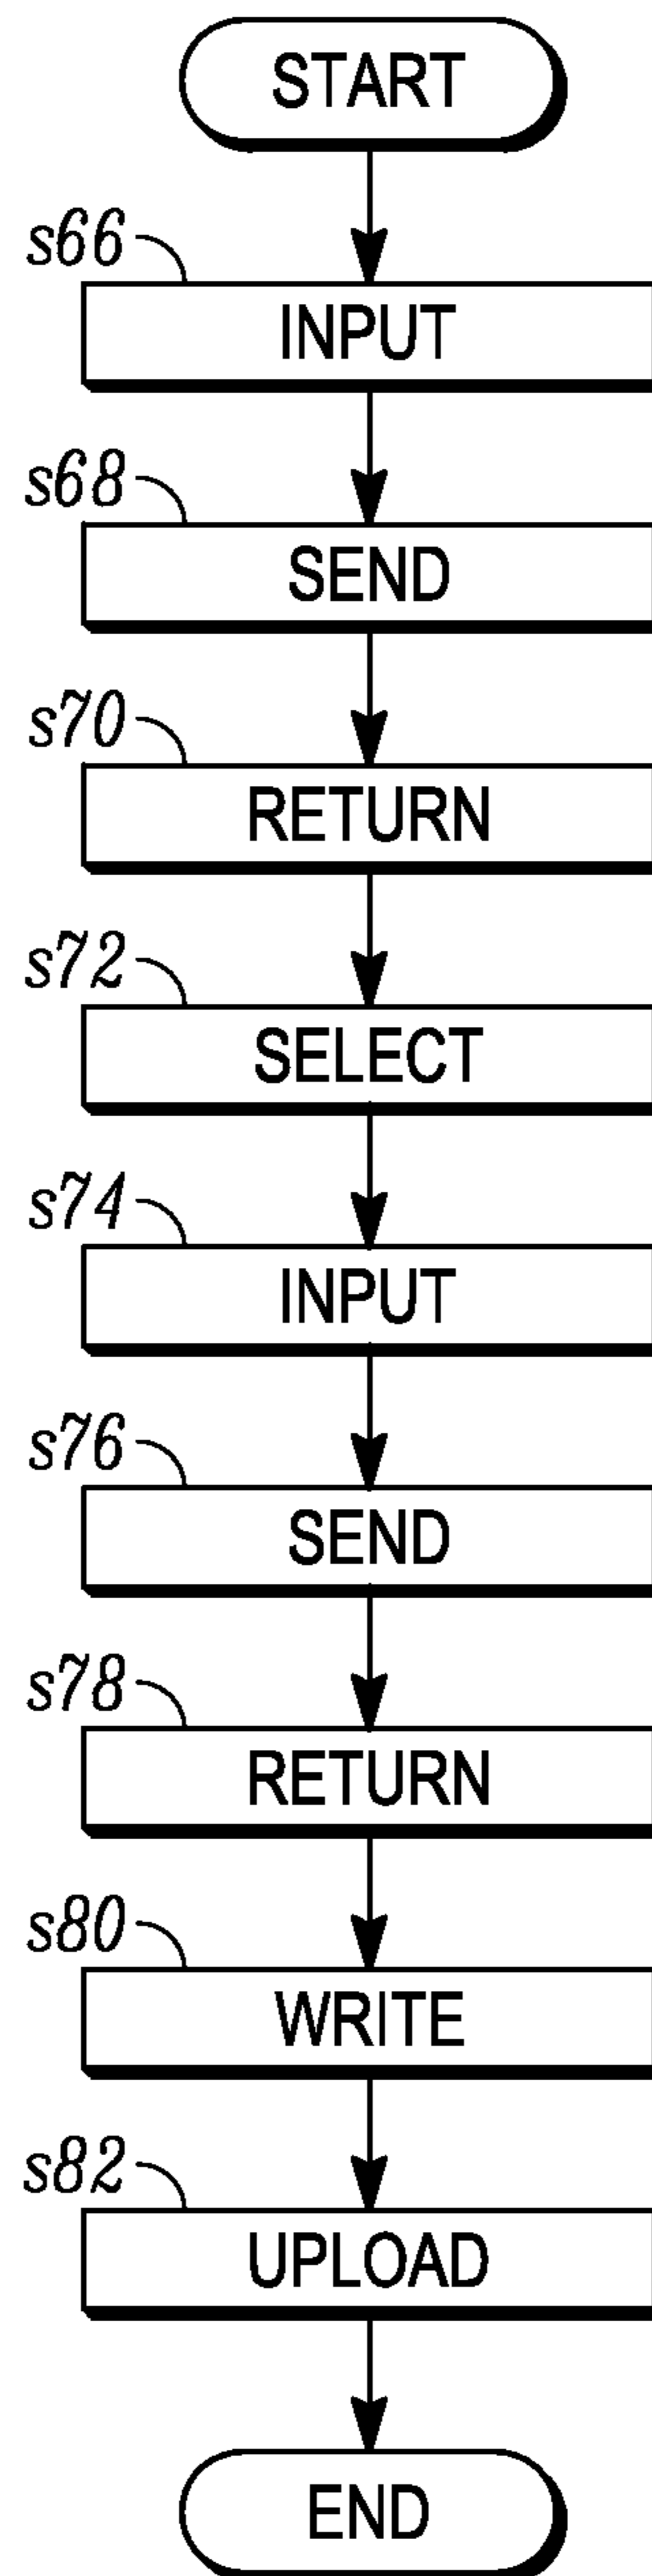 START
s66
INPUT
s68
SEND
s70
RETURN
s72
SELECT
s74
INPUT
s76
SEND
s78
RETURN
s80
WRITE
s82
UPLOAD
END